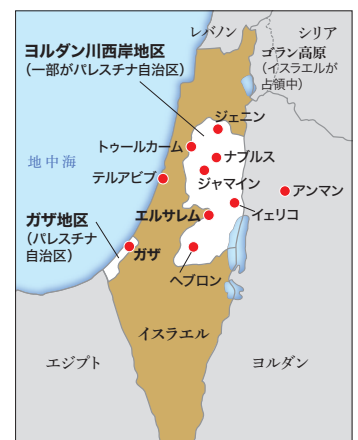 レバノン
シリア
ヨルダン川西岸地区
(一部がパレスチナ自治区)
ゴラン高原
(イスラエルが
占領中)
ジェニン
トゥールカーム
ナブルス
地中海
テルアビブ
ジャマイン
アンマン
ガザ地区
(パレスチナ
自治区)
エルサレム
イェリコ
ガザ
ヘブロン
イスラエル
エジプト
ヨルダン